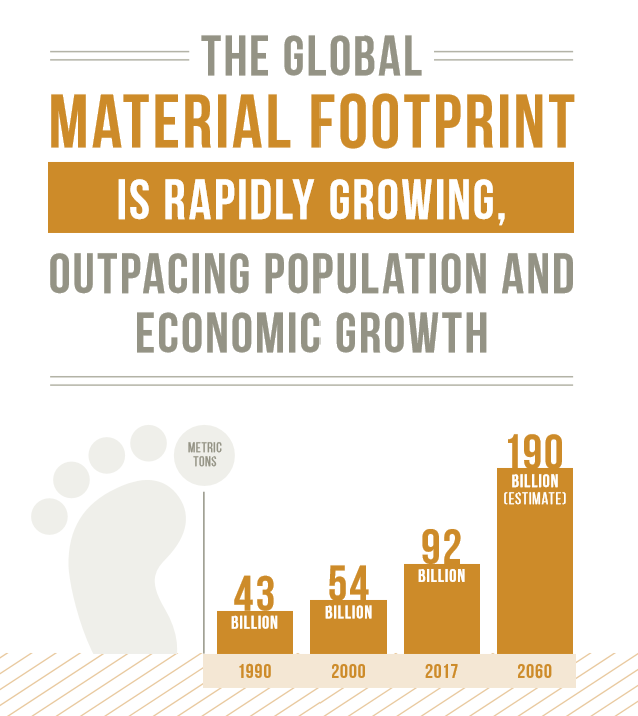 THE GLOBAL
MATERIAL FOOTPRINT
IS RAPIDLY GROWING,
OUTPACING POPULATION AND
ECONOMIC GROWTH
METRIC
TONS
43
BILLION
54
BILLION
92
BILLION
190
BILLION
(ESTIMATE)
1990 2000 2017 2060